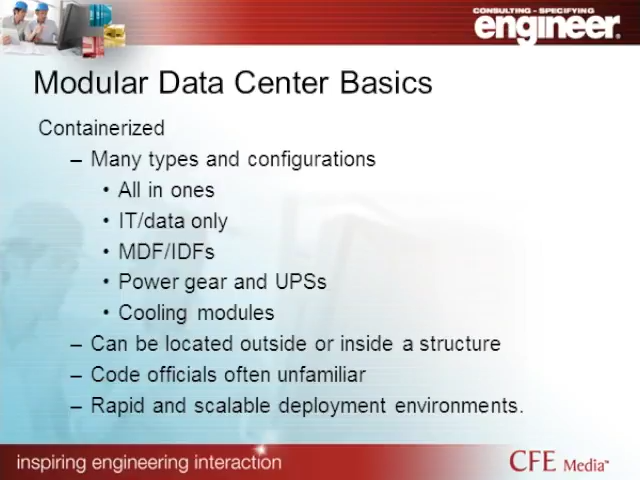 CONSULTING - SPECIFYING
engineer.
Modular Data Center Basics
Containerized
– Many types and configurations
• All in ones
• IT/data only
• MDF/IDFs
• Power gear and UPSs
• Cooling modules
– Can be located outside or inside a structure
– Code officials often unfamiliar
– Rapid and scalable deployment environments.
inspiring engineering interaction
CFE Media™